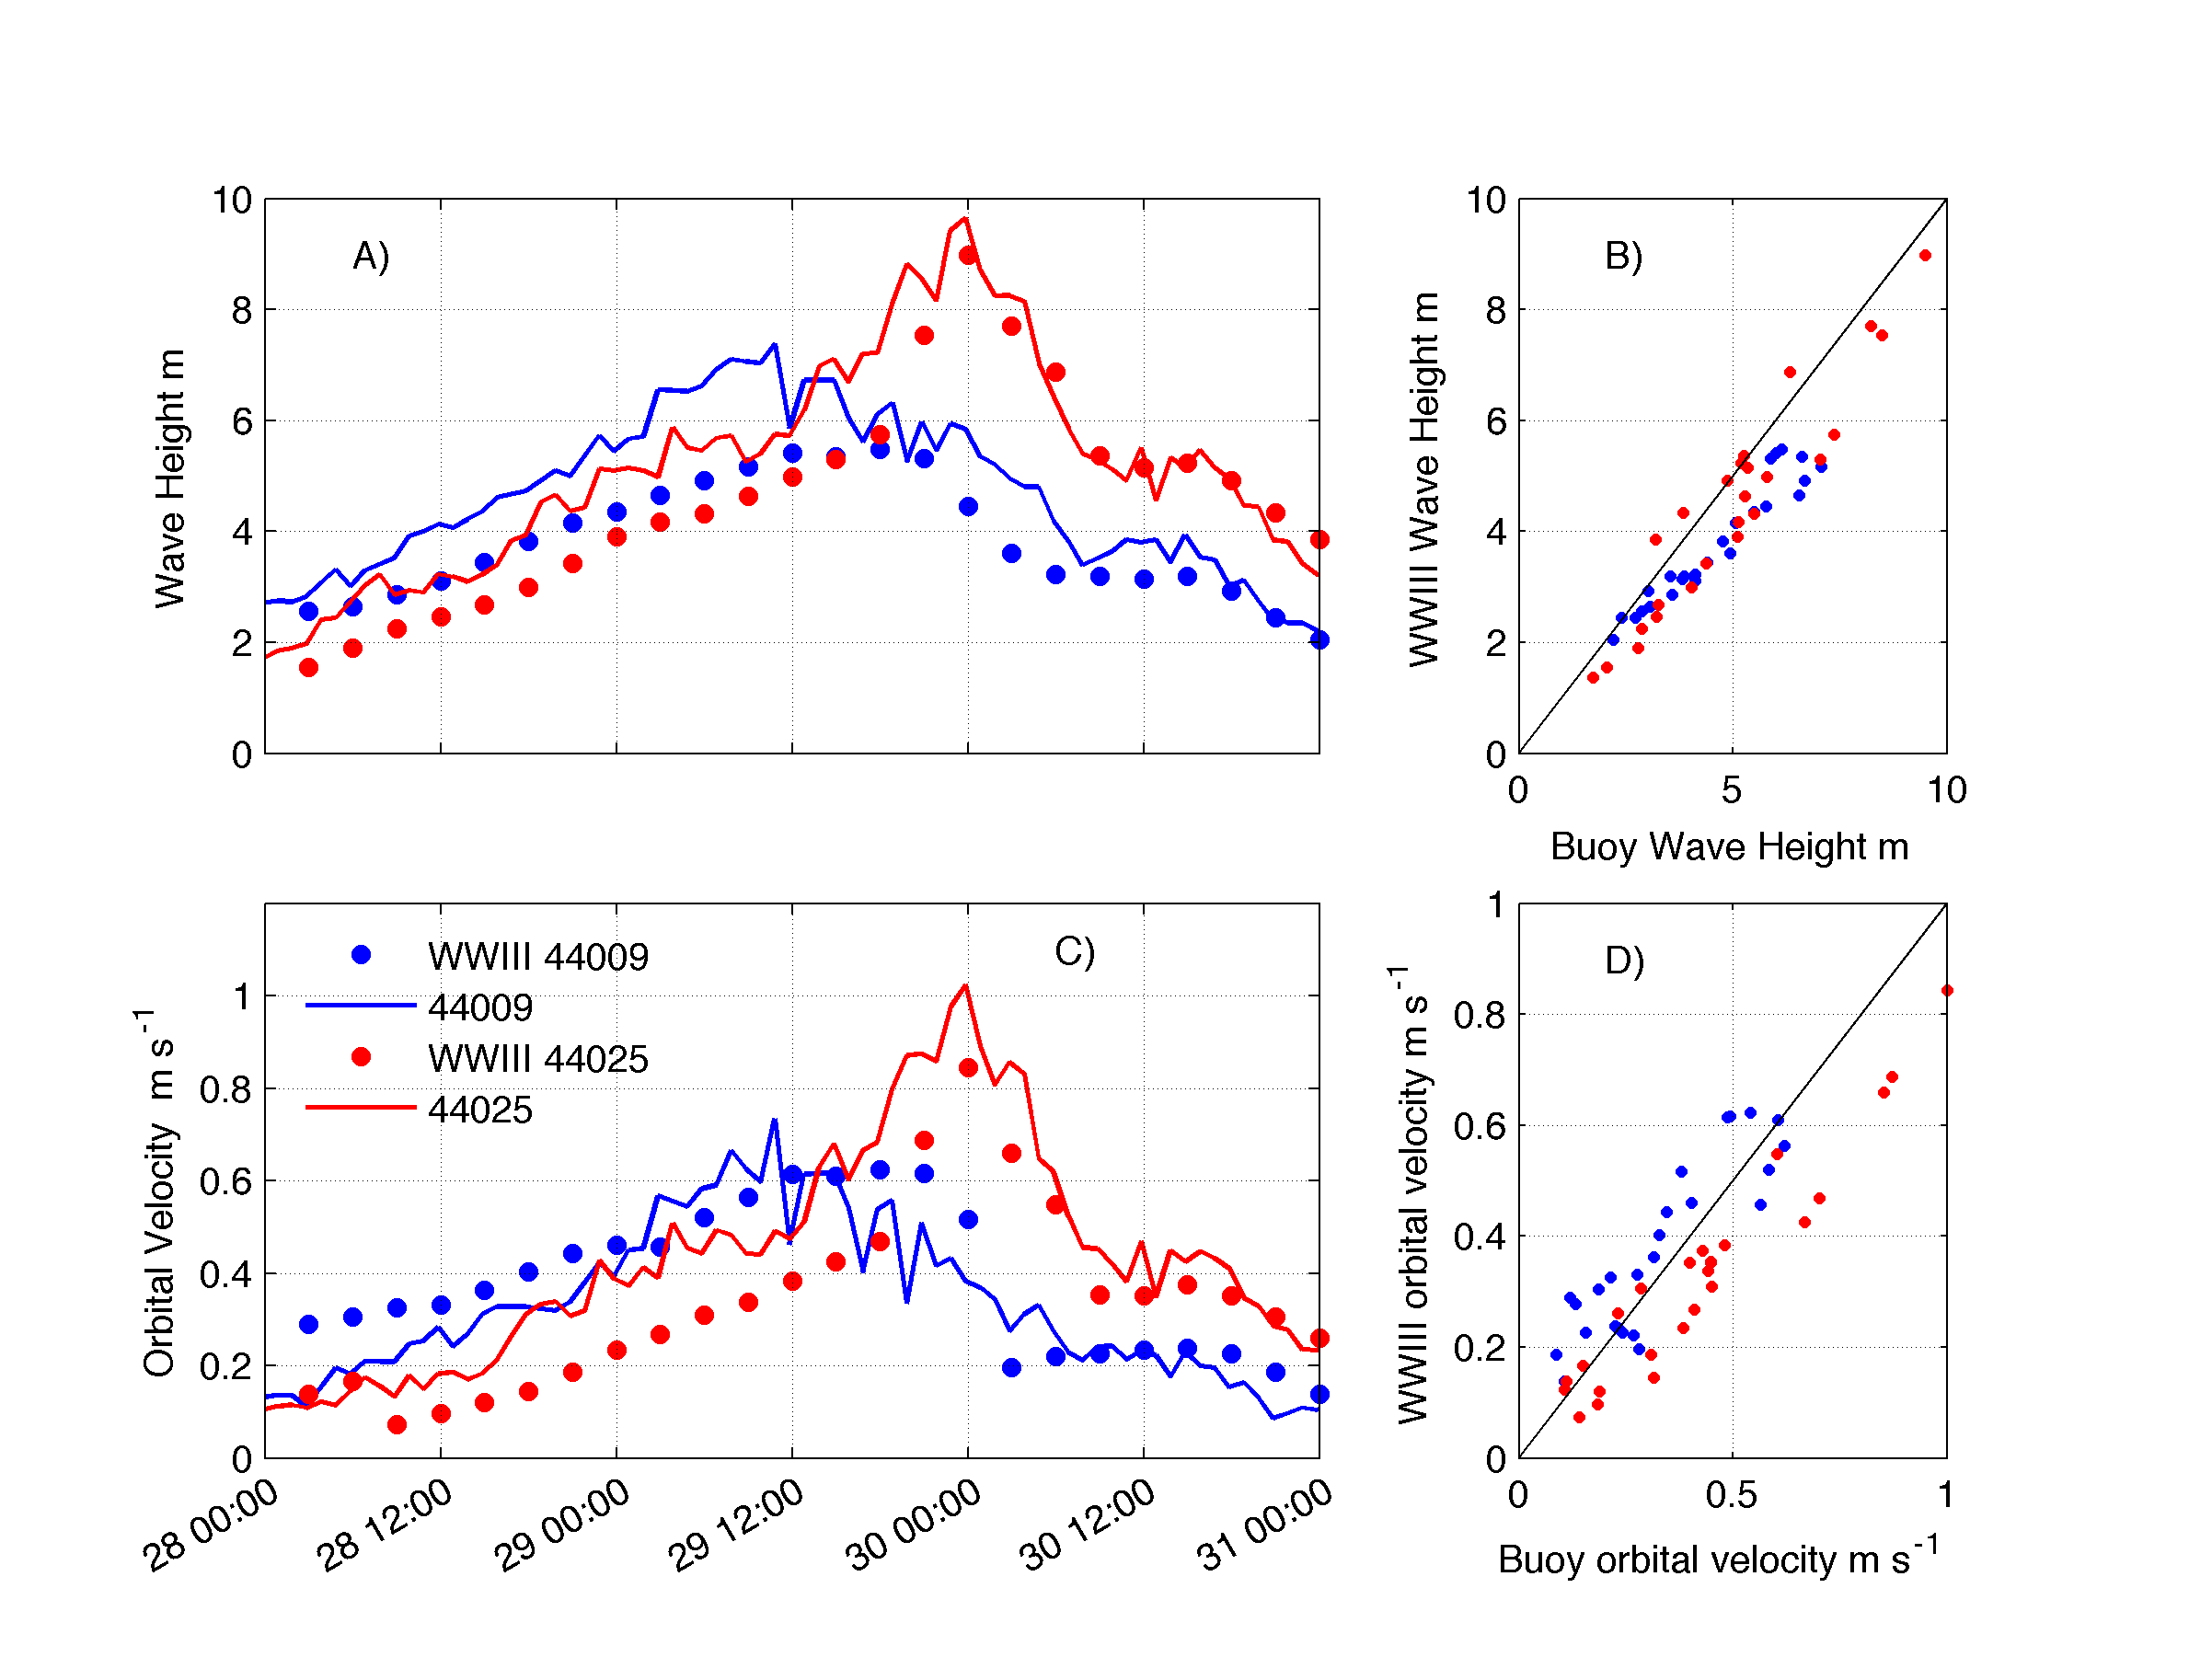 10
8
6
4
2
0
Wave Height m
A)
10
8
6
4
2
0
WWIII Wave Height m
B)
0 5 10
Buoy Wave Height m
1
0.8
0.6
0.4
0.2
0
Orbital Velocity m s-1
WWIII 44009
44009
WWIII 44025
44025
C)
28 00:00
28 12:00
29 00:00
29 12:00
30 00:00
30 12:00
31 00:00
1
0.8
0.6
0.4
0.2
0
WWIII orbital velocity m s-1
D)
0 0.5 1
Buoy orbital velocity m s-1